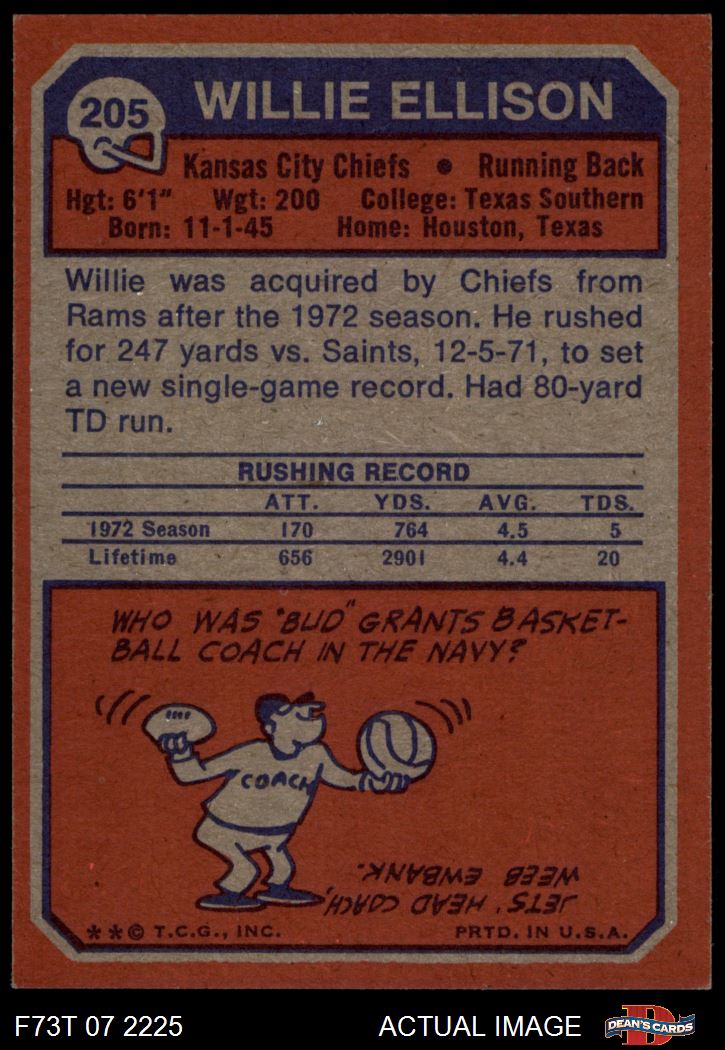 205
WILLIE ELLISON
Kansas City Chiefs • Running Back
Hgt: 6'1" Wgt: 200 College: Texas Southern
Born: 11-1-45 Home: Houston, Texas
Willie was acquired by Chiefs from
Rams after the 1972 season. He rushed
for 247 yards vs. Saints, 12-5-71, to set
a new single-game record. Had 80-yard
TD run.
RUSHING RECORD
ATT. YDS. AVG. TDS.
1972 Season 170 764 4.5 5
Lifetime 656 2901 4.4 20
WHO WAS "BUD" GRANTS BASKET-
BALL COACH IN THE NAVY?
COACH
JETS' HEAD COACH,
WEEB EWBANK.
**© T.C.G., INC. PRTD. IN U.S.A.
F73T 07 2225 ACTUAL IMAGE
D
DEAN'S CARDS